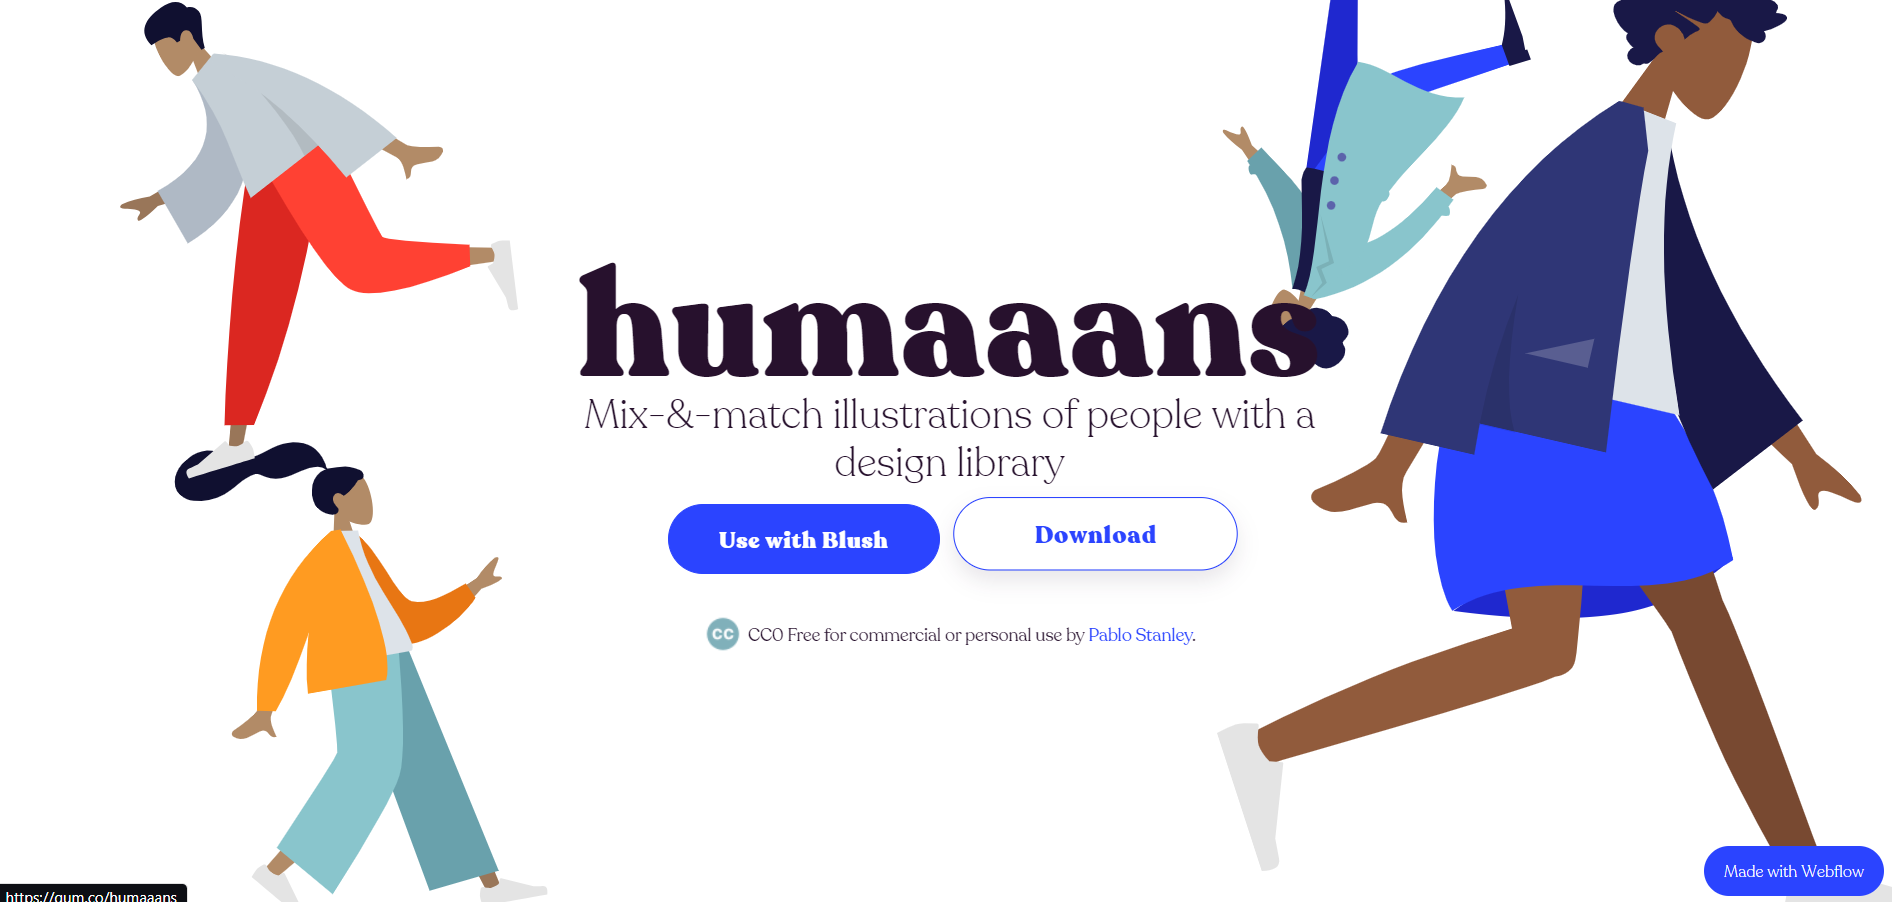 humaaans
Mix-&-match illustrations of people with a
design library
Use with Blush
Download
CC CC0 Free for commercial or personal use by Pablo Stanley.
Made with Webflow
https://gum.co/humaaans